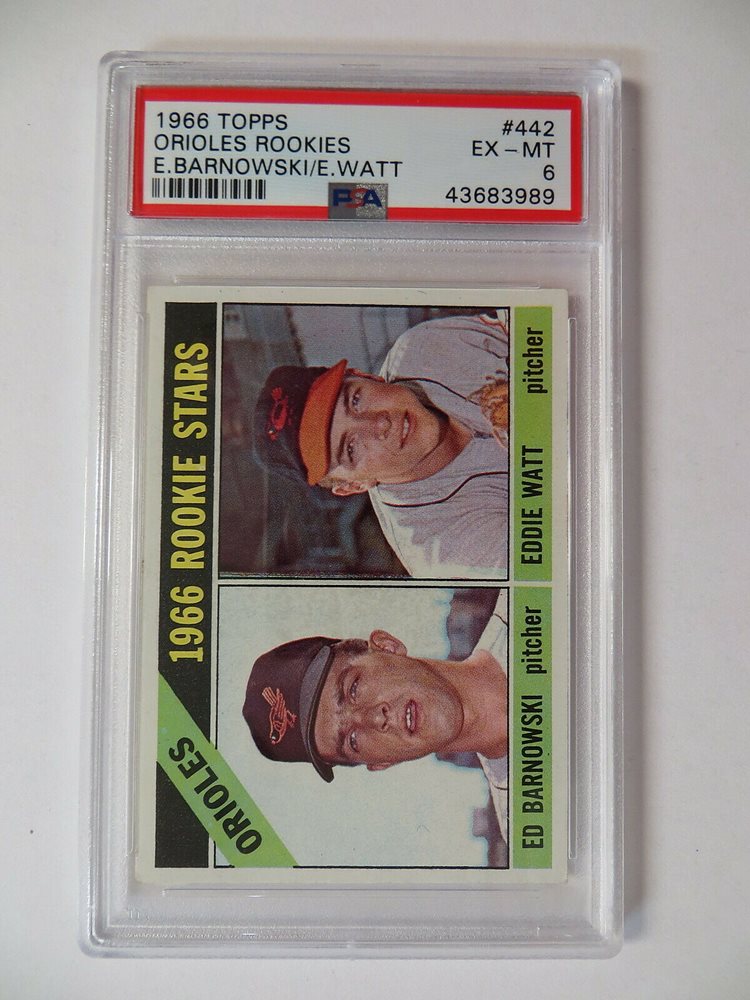 1966 TOPPS
ORIOLES ROOKIES
E.BARNOWSKI/E.WATT
#442
EX – MT
6
43683989
PSA
1966 ROOKIE STARS
ORIOLES
ED BARNOWSKI pitcher
EDDIE WATT pitcher